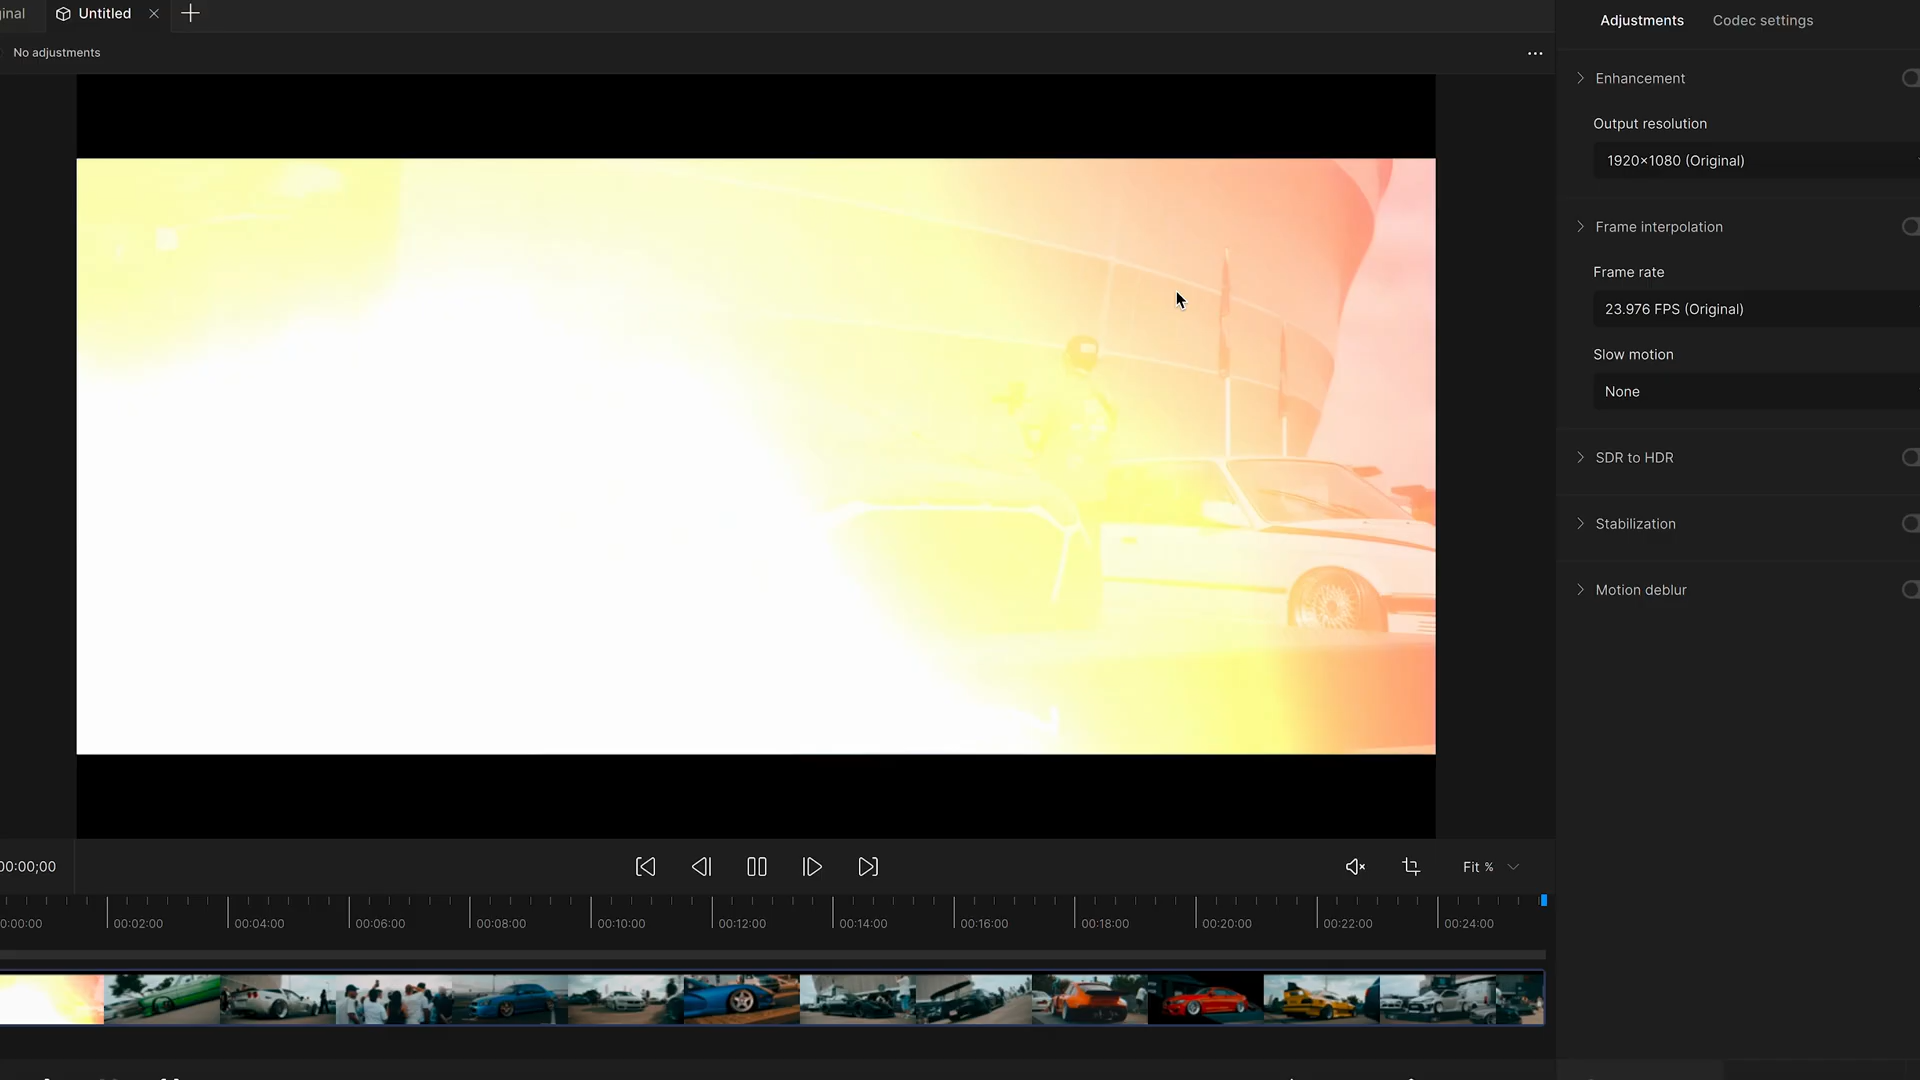 Untitled
No adjustments
Adjustments Codec settings
Enhancement
Output resolution
1920×1080 (Original)
Frame interpolation
Frame rate
23.976 FPS (Original)
Slow motion
None
SDR to HDR
Stabilization
Motion deblur
00:00;00
Fit %
0:00:00 00:02:00 00:04:00 00:06:00 00:08:00 00:10:00 00:12:00 00:14:00 00:16:00 00:18:00 00:20:00 00:22:00 00:24:00